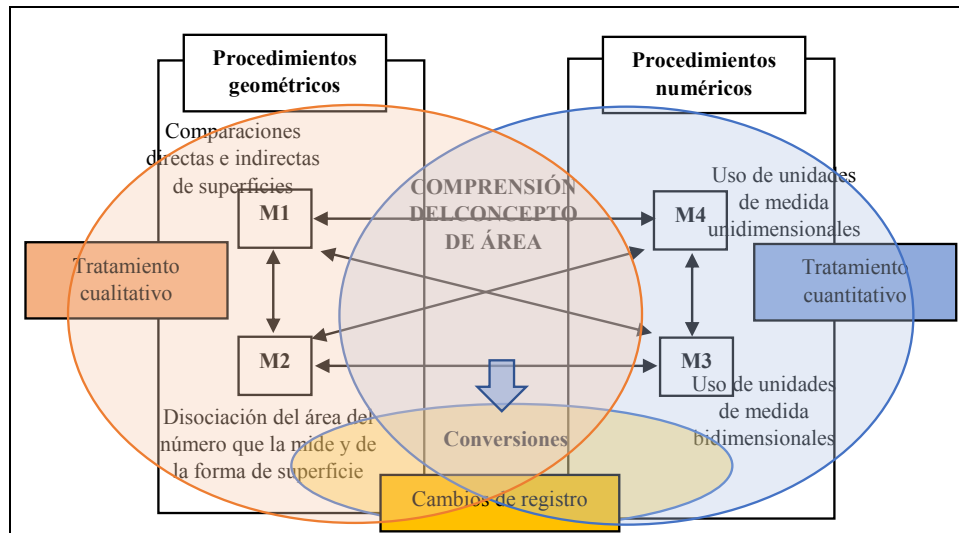 Procedimientos
geométricos
Procedimientos
numéricos
Comparaciones
directas e indirectas
de superficies
M1
COMPRENSIÓN
DELCONCEPTO
DE ÁREA
Uso de unidades
de medida
unidimensionales
M4
Tratamiento
cualitativo
Tratamiento
cuantitativo
M2
M3
Disociación del área del
número que la mide y de
la forma de superficie
Uso de unidades
de medida
bidimensionales
Conversiones
Cambios de registro